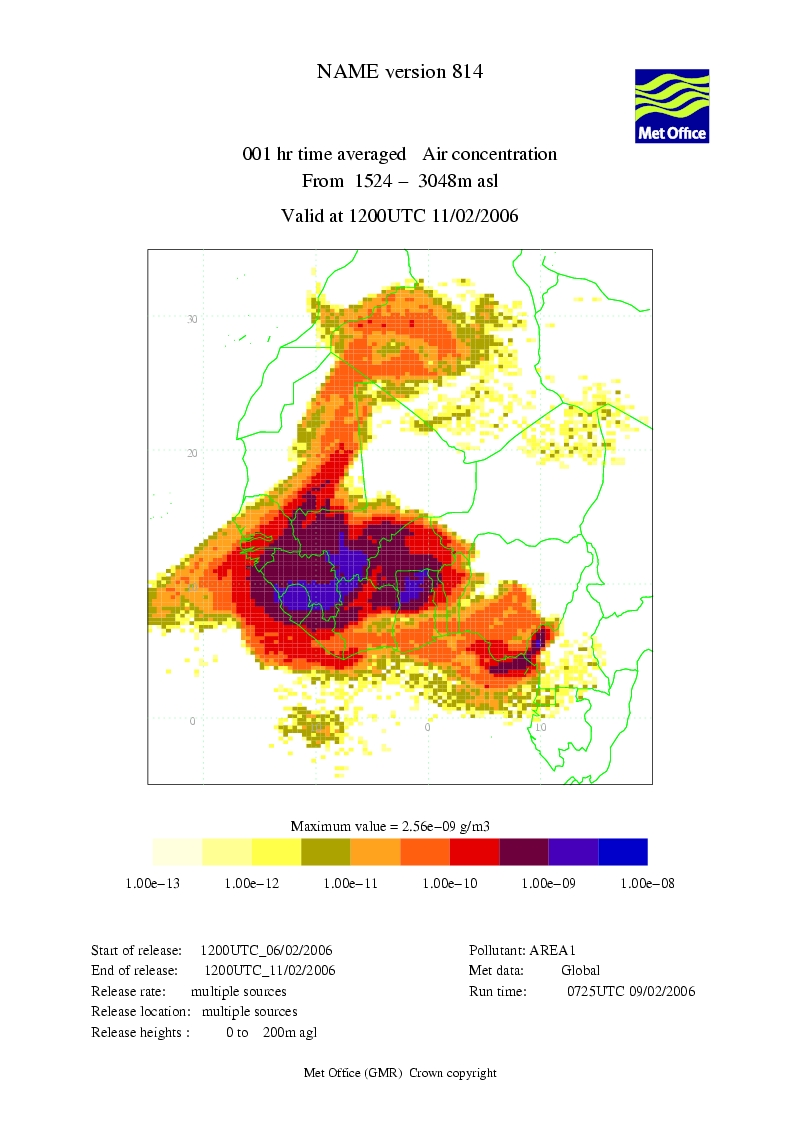 NAME version 814
Met Office
001 hr time averaged   Air concentration
From  1524 −  3048m asl
Valid at 1200UTC 11/02/2006
30
20
0
0
10
Maximum value = 2.56e−09 g/m3
1.00e−13 1.00e−12 1.00e−11 1.00e−10 1.00e−09 1.00e−08
Start of release: 1200UTC_06/02/2006
End of release: 1200UTC_11/02/2006
Release rate: multiple sources
Release location: multiple sources
Release heights : 0 to 200m agl
Pollutant: AREA1
Met data: Global
Run time: 0725UTC 09/02/2006
Met Office (GMR)  Crown copyright